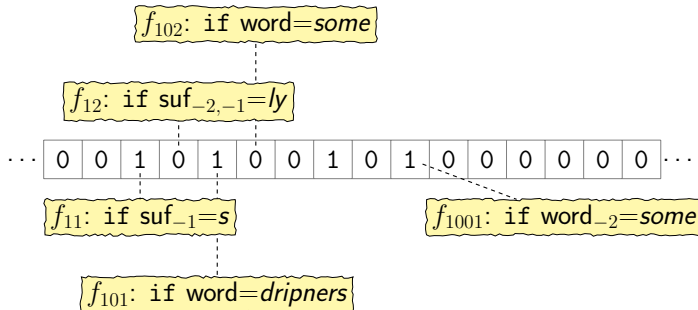 f₁₀₂: if word=some
f₁₂: if suf₋₂,₋₁=ly
··· 0 0 1 0 1 0 0 1 0 1 0 0 0 0 0 0 ···
f₁₁: if suf₋₁=s
f₁₀₀₁: if word₋₂=some
f₁₀₁: if word=dripners